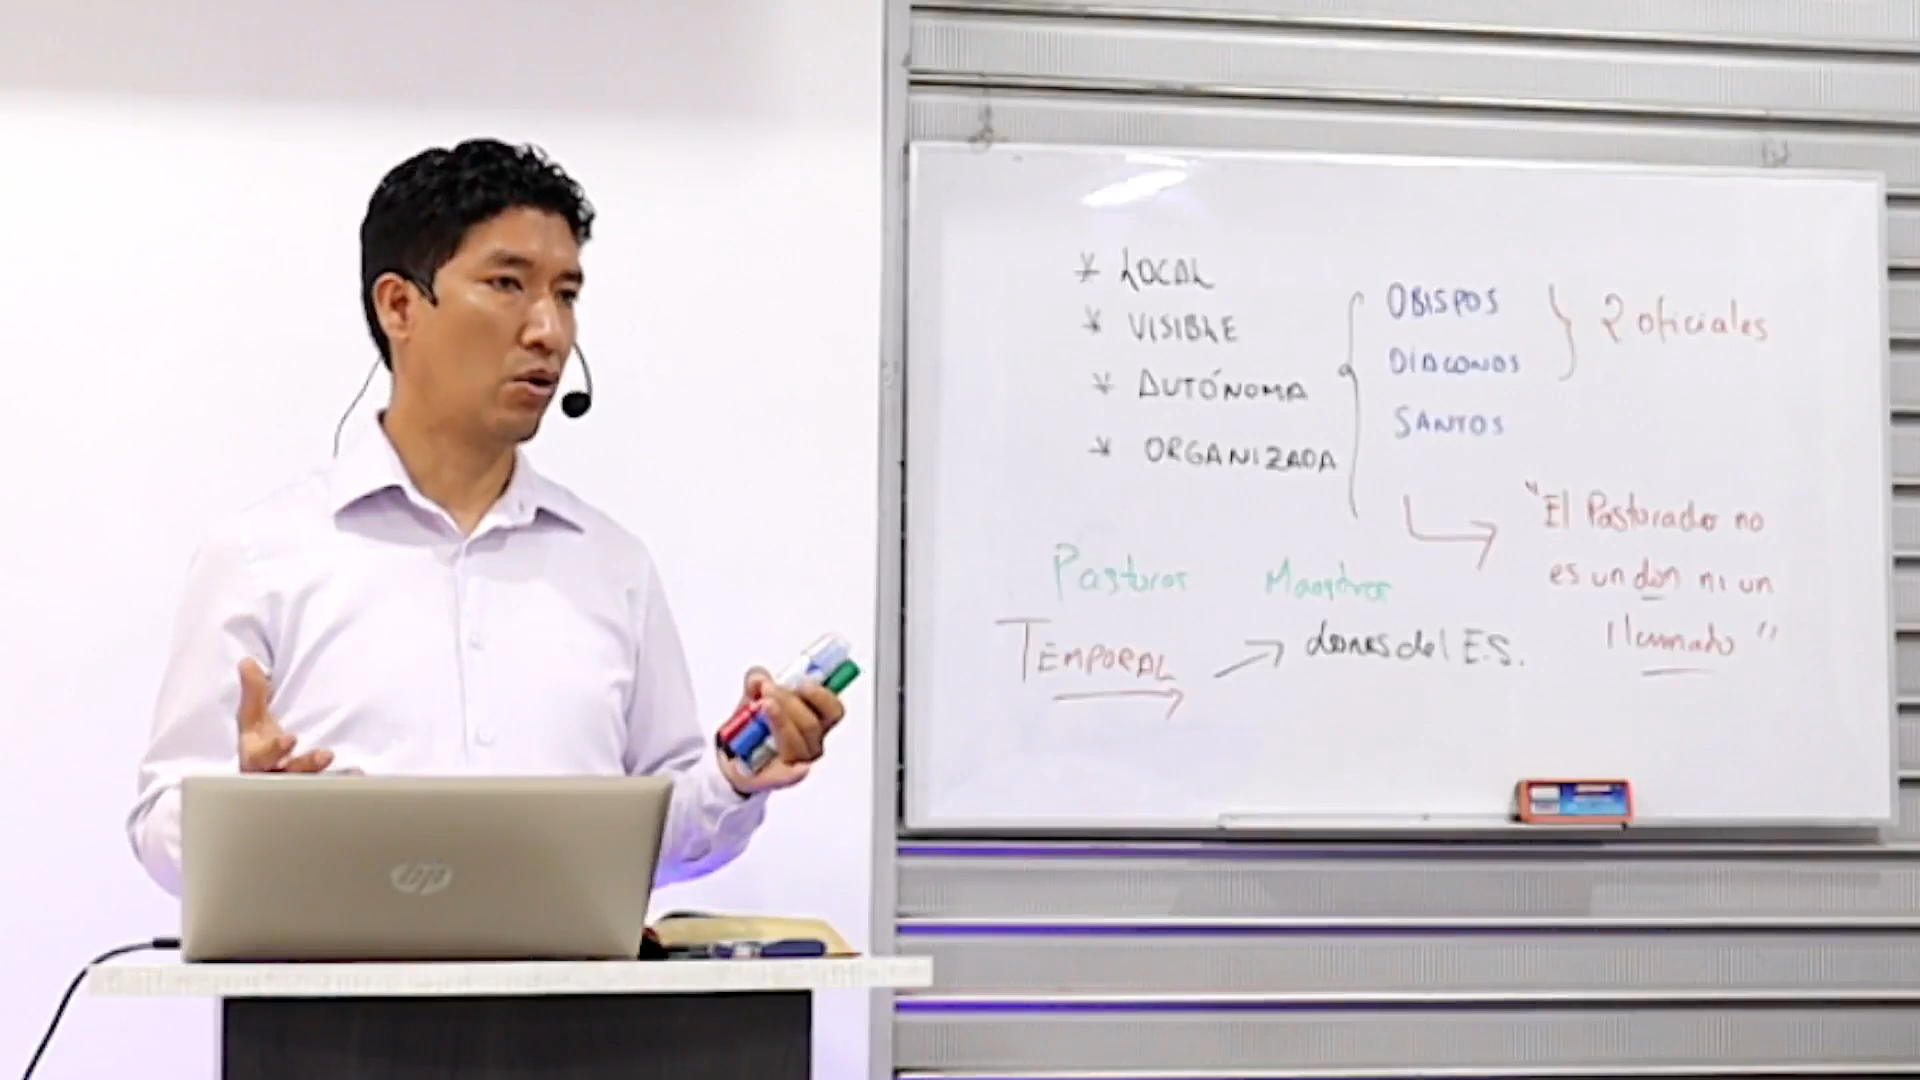 * LOCAL
* VISIBLE
* AUTÓNOMA
* ORGANIZADA
OBISPOS
DIÁCONOS
SANTOS
2 oficiales
"El Pastorado no
es un don ni un
llamado"
Pastores Maestros
TEMPORAL → dones del E.S.
hp